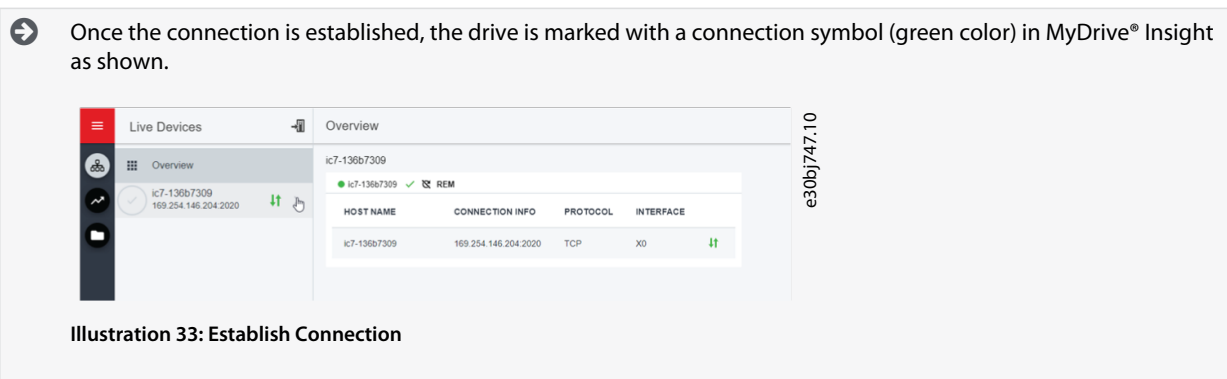 Once the connection is established, the drive is marked with a connection symbol (green color) in MyDrive® Insight
as shown.
Live Devices
Overview
Overview
ic7-136b7309
169.254.146.204:2020
ic7-136b7309
ic7-136b7309 REM
HOST NAME CONNECTION INFO PROTOCOL INTERFACE
ic7-136b7309 169.254.146.204:2020 TCP X0
e30bj747.10
Illustration 33: Establish Connection